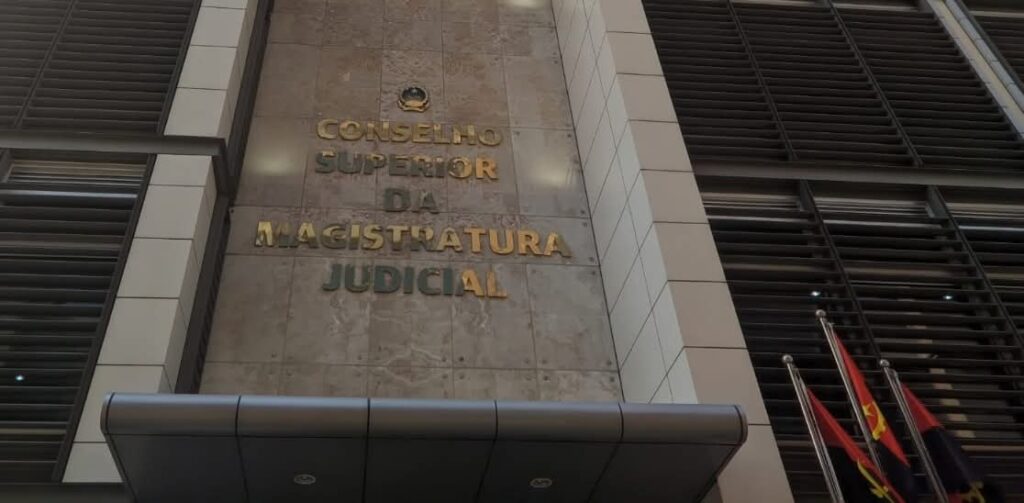 CONSELHO
SUPERIOR
DA
MAGISTRATURA
JUDICIAL